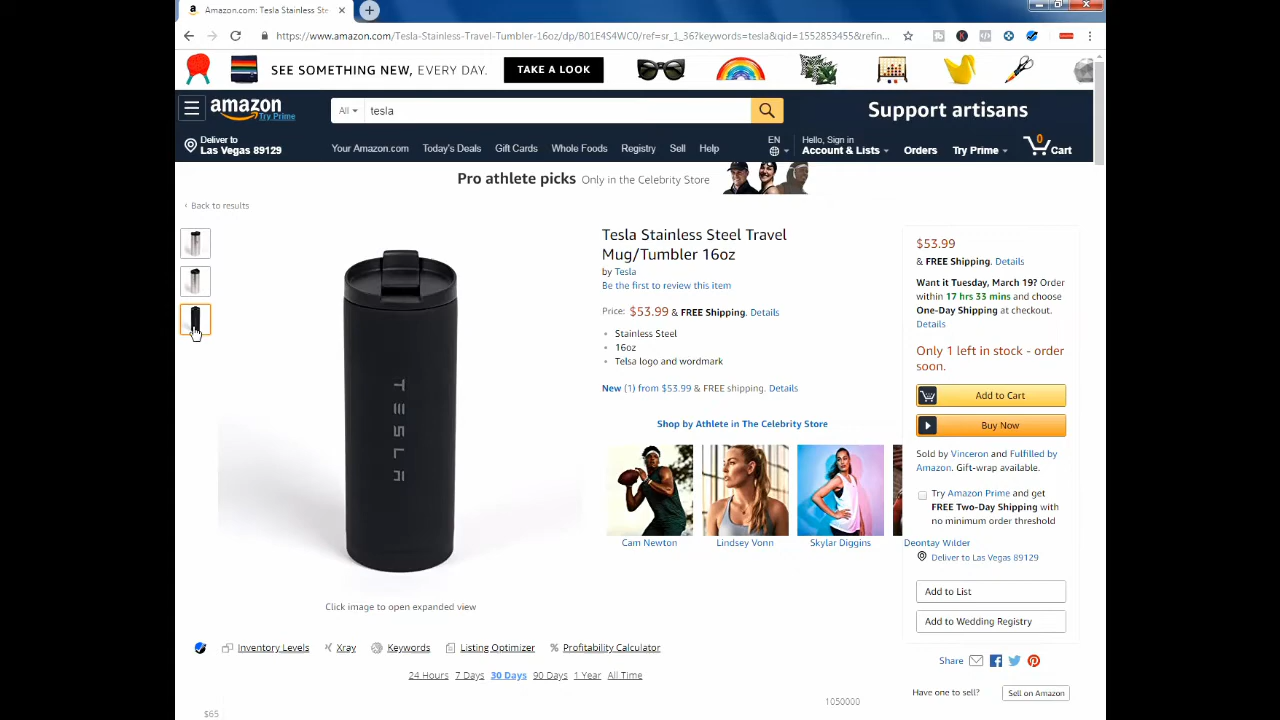 Amazon.com: Tesla Stainless Ste
https://www.amazon.com/Tesla-Stainless-Travel-Tumbler-16oz/dp/B01E4S4WC0/ref=sr_1_36?keywords=tesla&qid=1552853455&refin...
SEE SOMETHING NEW, EVERY DAY. TAKE A LOOK
amazon
Try Prime
All
tesla
Support artisans
Deliver to
Las Vegas 89129
Your Amazon.com Today's Deals Gift Cards Whole Foods Registry Sell Help
EN
Hello, Sign in
Account & Lists
Orders
Try Prime
0
Cart
Pro athlete picks Only in the Celebrity Store
‹ Back to results
TESLA
Click image to open expanded view
Tesla Stainless Steel Travel
Mug/Tumbler 16oz
by Tesla
Be the first to review this item
Price: $53.99 & FREE Shipping. Details
• Stainless Steel
• 16oz
• Telsa logo and wordmark
New (1) from $53.99 & FREE shipping. Details
Shop by Athlete in The Celebrity Store
Cam Newton Lindsey Vonn Skylar Diggins Deontay Wilder
$53.99
& FREE Shipping. Details
Want it Tuesday, March 19? Order
within 17 hrs 33 mins and choose
One-Day Shipping at checkout.
Details
Only 1 left in stock - order
soon.
Add to Cart
Buy Now
Sold by Vinceron and Fulfilled by
Amazon. Gift-wrap available.
Try Amazon Prime and get
FREE Two-Day Shipping with
no minimum order threshold
Deliver to Las Vegas 89129
Add to List
Add to Wedding Registry
Share
Have one to sell? Sell on Amazon
Inventory Levels Xray Keywords Listing Optimizer % Profitability Calculator
24 Hours 7 Days 30 Days 90 Days 1 Year All Time
1050000
$65